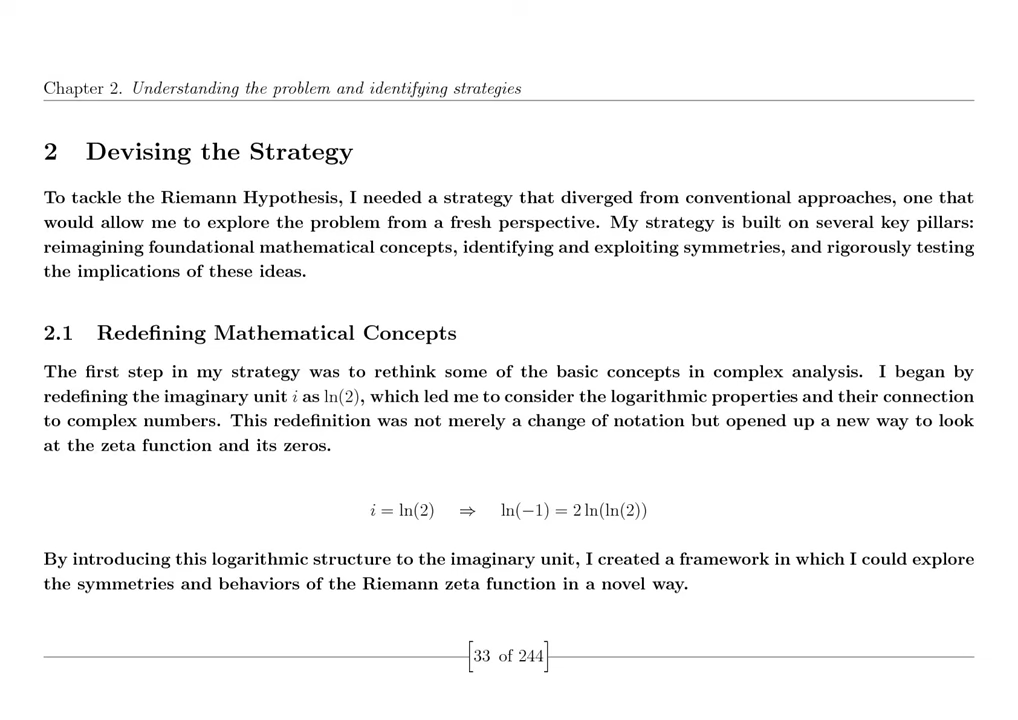 Chapter 2. Understanding the problem and identifying strategies
2 Devising the Strategy
To tackle the Riemann Hypothesis, I needed a strategy that diverged from conventional approaches, one that
would allow me to explore the problem from a fresh perspective. My strategy is built on several key pillars:
reimagining foundational mathematical concepts, identifying and exploiting symmetries, and rigorously testing
the implications of these ideas.
2.1 Redefining Mathematical Concepts
The first step in my strategy was to rethink some of the basic concepts in complex analysis. I began by
redefining the imaginary unit i as ln(2), which led me to consider the logarithmic properties and their connection
to complex numbers. This redefinition was not merely a change of notation but opened up a new way to look
at the zeta function and its zeros.
i = ln(2) ⇒ ln(−1) = 2 ln(ln(2))
By introducing this logarithmic structure to the imaginary unit, I created a framework in which I could explore
the symmetries and behaviors of the Riemann zeta function in a novel way.
[33 of 244]